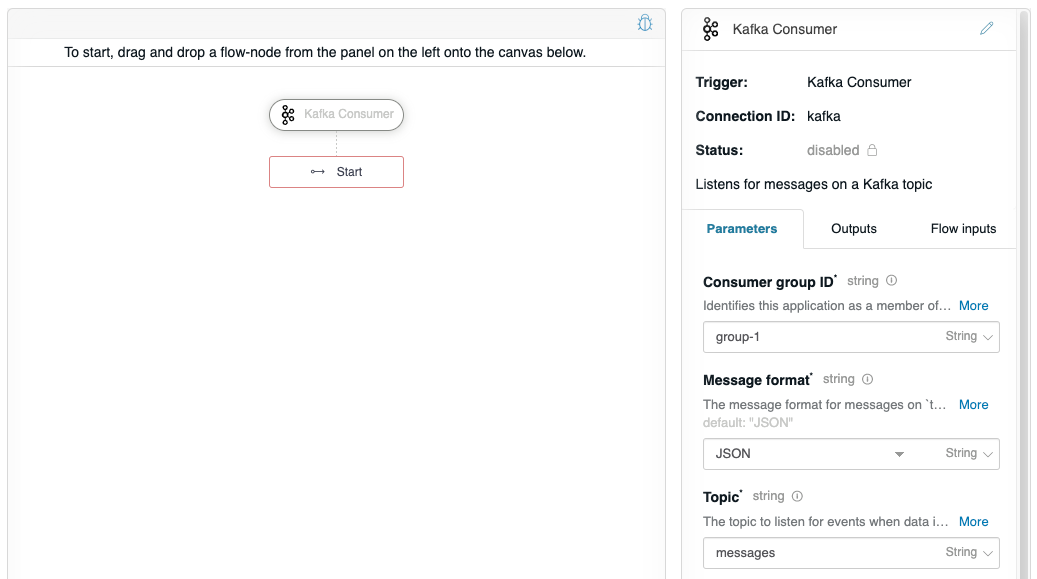 To start, drag and drop a flow-node from the panel on the left onto the canvas below.
Kafka Consumer
Start
Kafka Consumer
Trigger: Kafka Consumer
Connection ID: kafka
Status: disabled
Listens for messages on a Kafka topic
Parameters Outputs Flow inputs
Consumer group ID* string
Identifies this application as a member of... More
group-1 String
Message format* string
The message format for messages on `t... More
default: "JSON"
JSON String
Topic* string
The topic to listen for events when data i... More
messages String